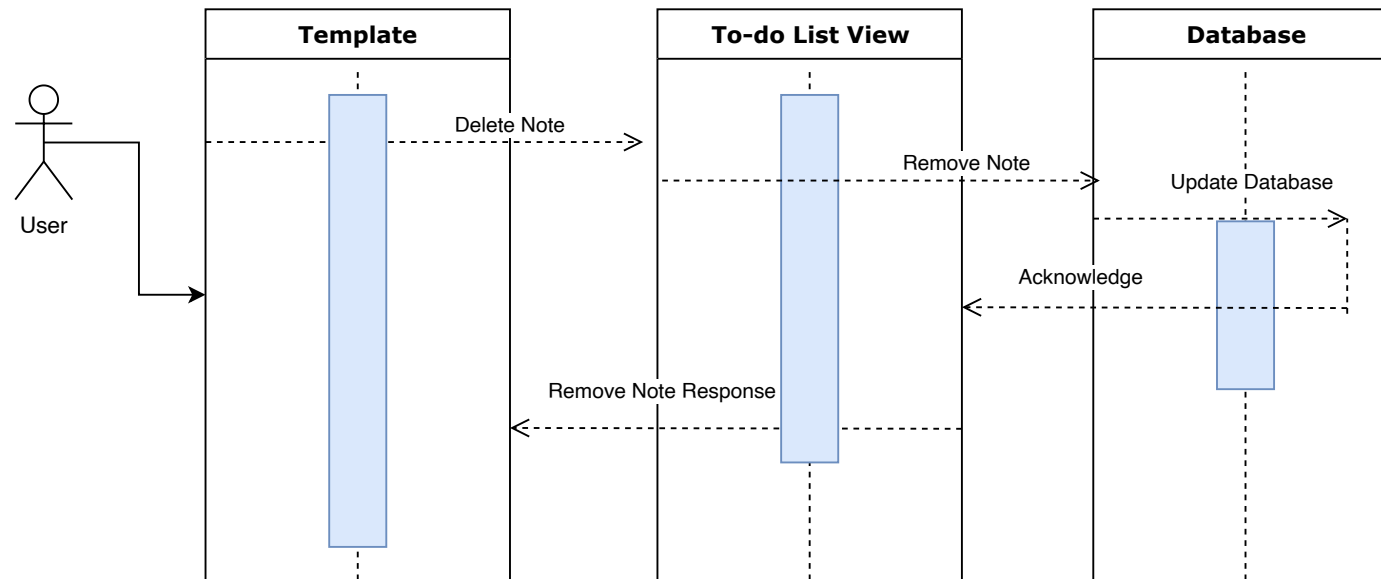 Template
To-do List View
Database
Delete Note
Remove Note
Update Database
User
Acknowledge
Remove Note Response